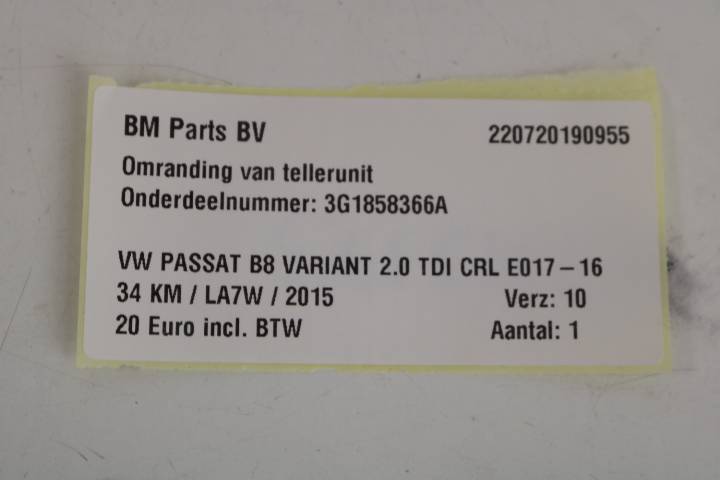 BM Parts BV 220720190955
Omranding van tellerunit
Onderdeelnummer: 3G1858366A
VW PASSAT B8 VARIANT 2.0 TDI CRL E017 – 16
34 KM / LA7W / 2015 Verz: 10
20 Euro incl. BTW Aantal: 1